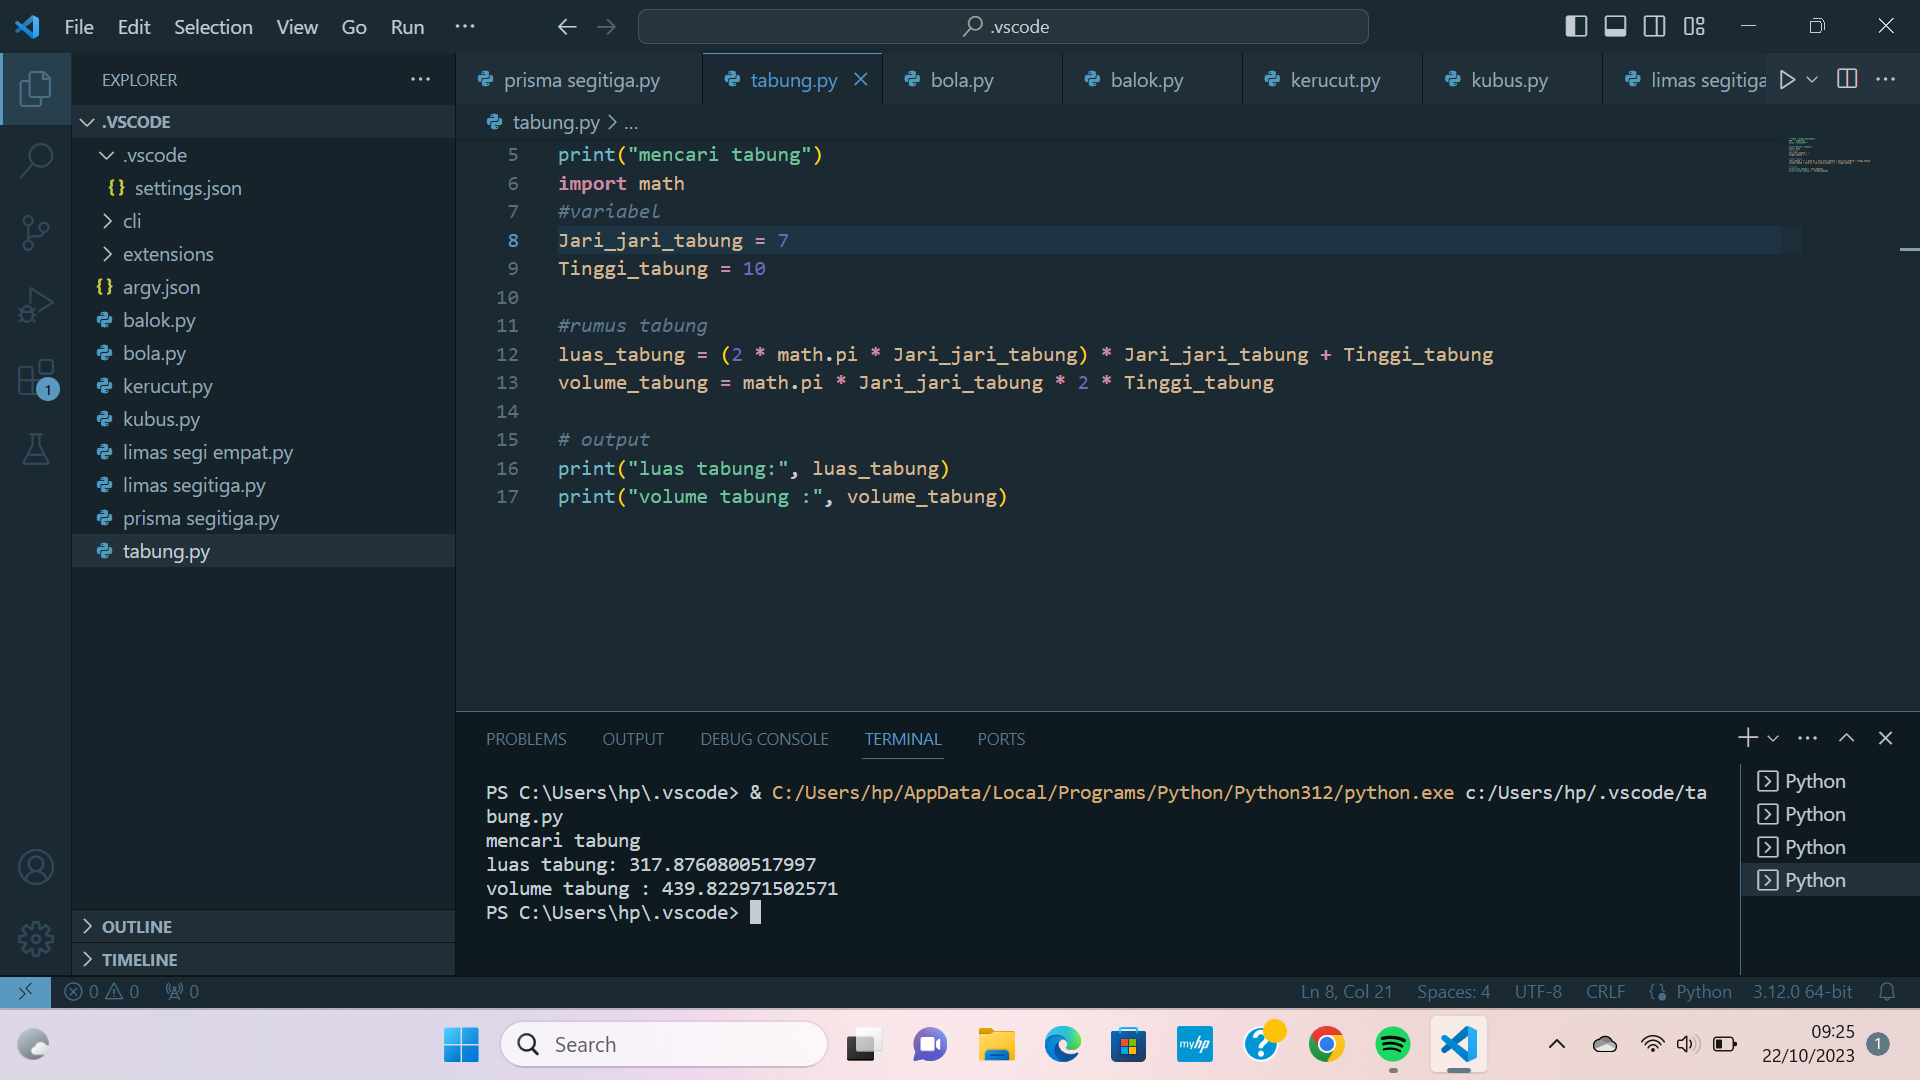 File Edit Selection View Go Run ···
.vscode
EXPLORER
.VSCODE
.vscode
{} settings.json
cli
extensions
{} argv.json
balok.py
bola.py
kerucut.py
kubus.py
limas segi empat.py
limas segitiga.py
prisma segitiga.py
tabung.py
OUTLINE
TIMELINE
1
prisma segitiga.py tabung.py bola.py balok.py kerucut.py kubus.py limas segitiga
tabung.py > ...
5 print("mencari tabung")
6 import math
7 #variabel
8 Jari_jari_tabung = 7
9 Tinggi_tabung = 10
10
11 #rumus tabung
12 luas_tabung = (2 * math.pi * Jari_jari_tabung) * Jari_jari_tabung + Tinggi_tabung
13 volume_tabung = math.pi * Jari_jari_tabung * 2 * Tinggi_tabung
14
15 # output
16 print("luas tabung:", luas_tabung)
17 print("volume tabung :", volume_tabung)
PROBLEMS OUTPUT DEBUG CONSOLE TERMINAL PORTS
PS C:\Users\hp\.vscode> & C:/Users/hp/AppData/Local/Programs/Python/Python312/python.exe c:/Users/hp/.vscode/ta
bung.py
mencari tabung
luas tabung: 317.8760800517997
volume tabung : 439.822971502571
PS C:\Users\hp\.vscode>
Python
Python
Python
Python
0 0 0
Ln 8, Col 21 Spaces: 4 UTF-8 CRLF Python 3.12.0 64-bit
Search
myhp
09:25
22/10/2023
1